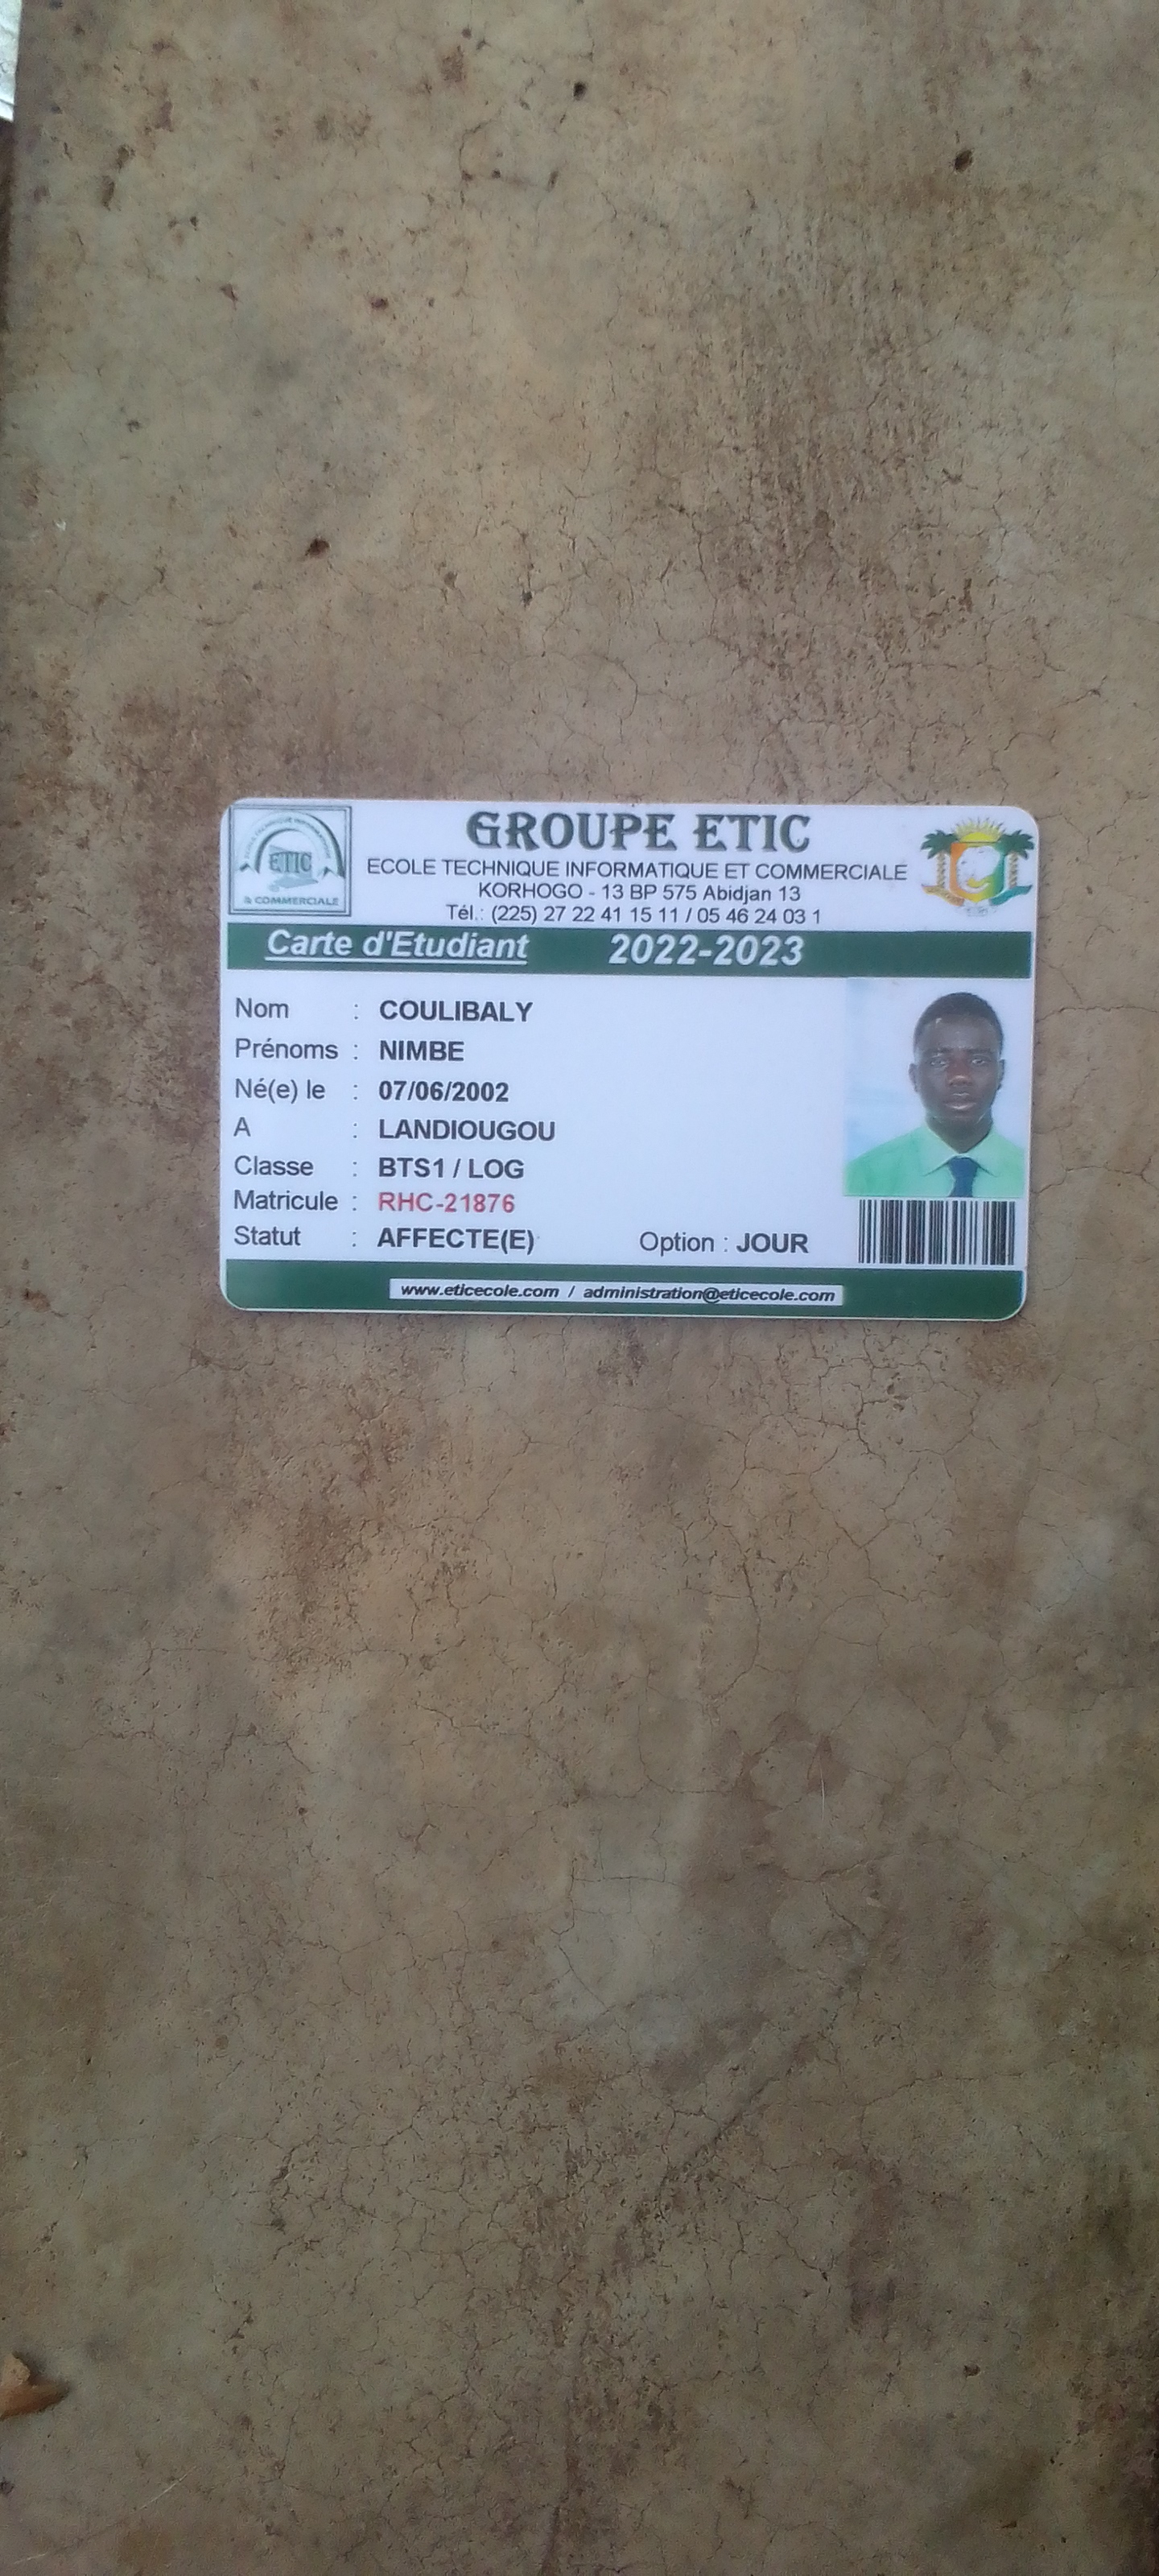 GROUPE ETIC
ECOLE TECHNIQUE INFORMATIQUE ET COMMERCIALE
KORHOGO - 13 BP 575 Abidjan 13
Tél.: (225) 27 22 41 15 11 / 05 46 24 03 1
ETIC
& COMMERCIALE
Carte d'Etudiant 2022-2023
Nom : COULIBALY
Prénoms : NIMBE
Né(e) le : 07/06/2002
A : LANDIOUGOU
Classe : BTS1 / LOG
Matricule : RHC-21876
Statut : AFFECTE(E) Option : JOUR
www.eticecole.com / administration@eticecole.com